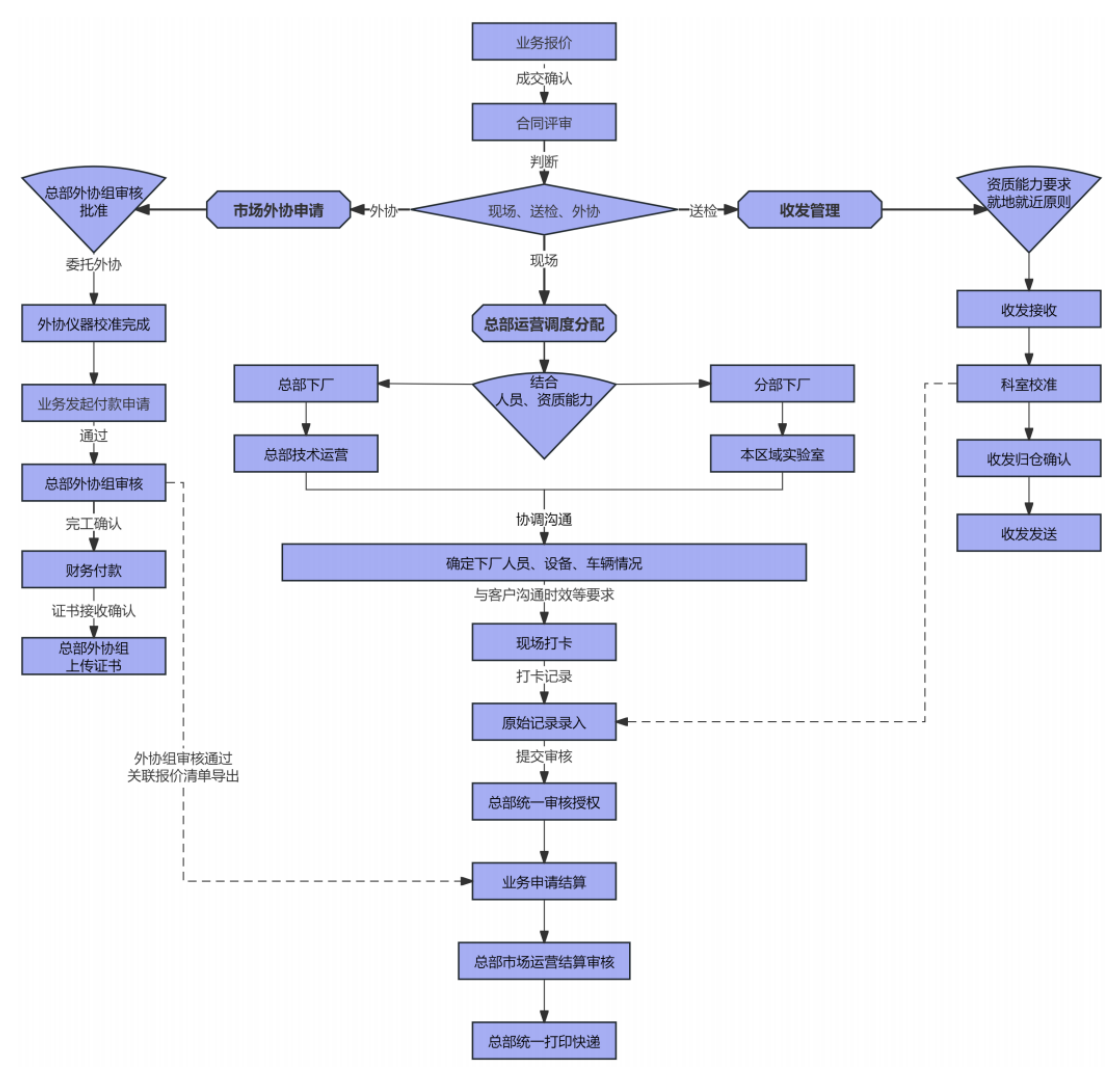 业务报价
成交确认
合同评审
判断
现场、送检、外协
外协
市场外协申请
总部外协组审核
批准
送检
收发管理
资质能力要求
就地就近原则
委托外协
外协仪器校准完成
业务发起付款申请
通过
总部外协组审核
完工确认
财务付款
证书接收确认
总部外协组
上传证书
外协组审核通过
关联报价清单导出
现场
总部运营调度分配
结合
人员、资质能力
总部下厂
总部技术运营
分部下厂
本区域实验室
协调沟通
确定下厂人员、设备、车辆情况
与客户沟通时效等要求
现场打卡
打卡记录
原始记录录入
提交审核
总部统一审核授权
业务申请结算
总部市场运营结算审核
总部统一打印快递
收发接收
科室校准
收发归仓确认
收发发送